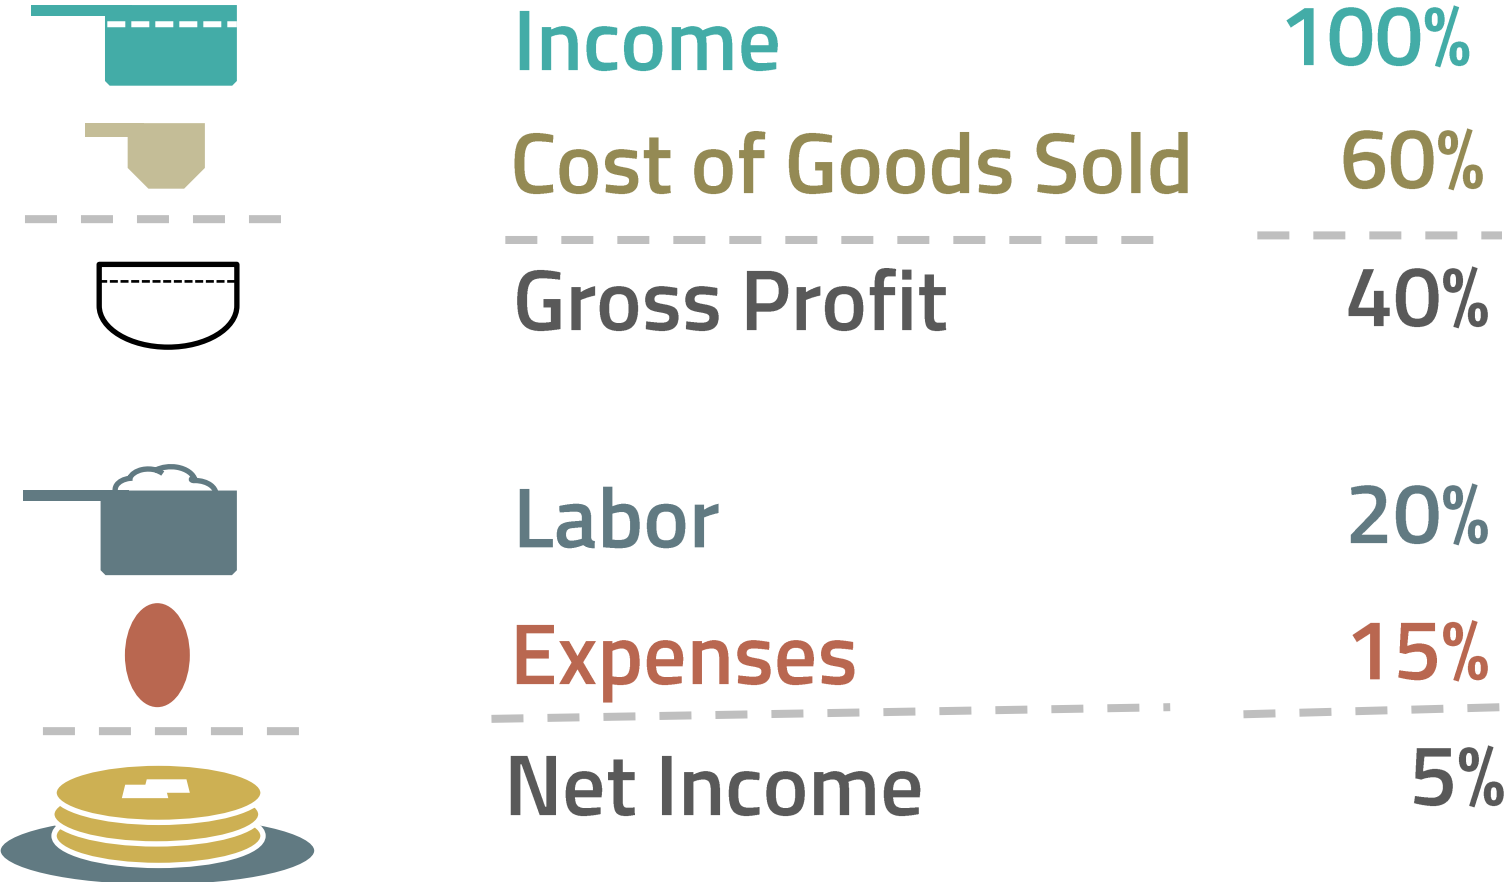 Income 100%
Cost of Goods Sold 60%
Gross Profit 40%
Labor 20%
Expenses 15%
Net Income 5%